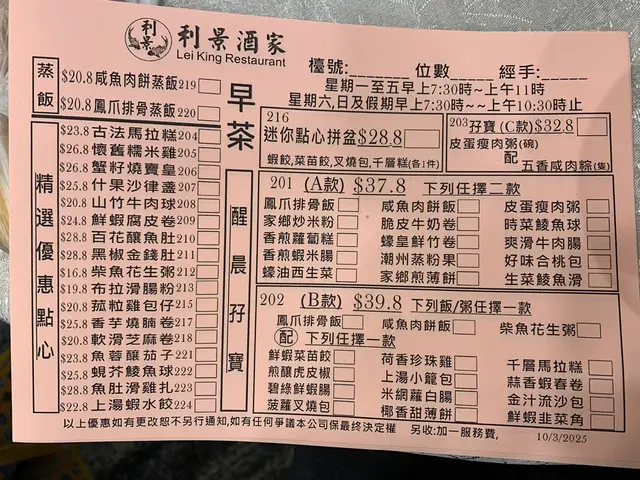 利景
利景酒家
Lei King Restaurant
檯號:______ 位數_____ 經手:_____
星期一至五早上7:30時~上午11時
星期六,日及假期早上7:30時~~上午10:30時止
蒸飯
$20.8 咸魚肉餅蒸飯 219
$20.8 鳳爪排骨蒸飯 220
早茶
精選優惠點心
$23.8 古法馬拉糕 204
$26.8 懷舊糯米雞 205
$26.8 蟹籽燒賣皇 206
$25.8 什果沙律盞 207
$20.8 山竹牛肉球 208
$24.8 鮮蝦腐皮卷 209
$28.8 百花釀魚肚 210
$28.8 黑椒金錢肚 211
$16.8 柴魚花生粥 212
$19.8 布拉滑腸粉 213
$20.8 菰粒雞包仔 215
$25.8 香芋燒腩卷 217
$20.8 軟滑芝麻卷 218
$23.8 魚蓉釀茄子 221
$25.8 蜆芥鯪魚球 222
$28.8 魚肚滑雞扎 223
$22.8 上湯蝦水餃 224
216
迷你點心拼盆 $28.8
蝦餃,菜苗餃,叉燒包,千層糕(各1件)
203 孖寶 (C款) $32.8
皮蛋瘦肉粥(碗)
配
五香咸肉粽(隻)
醒晨孖寶
201 (A款) $37.8 下列任擇二款
鳳爪排骨飯 咸魚肉餅飯 皮蛋瘦肉粥
家鄉炒米粉 脆皮牛奶卷 時菜鯪魚球
香煎蘿蔔糕 蠔皇鮮竹卷 爽滑牛肉腸
香煎蝦米腸 潮州蒸粉果 好味合桃包
蠔油西生菜 家鄉煎薄餅 生菜鯪魚滑
202 (B款) $39.8 下列飯/粥任擇一款
鳳爪排骨飯 咸魚肉餅飯 柴魚花生粥
配 下列任擇一款
鮮蝦菜苗餃 荷香珍珠雞 千層馬拉糕
煎釀虎皮椒 上湯小籠包 蒜香蝦春卷
碧綠鮮蝦腸 米網蘿白腸 金汁流沙包
菠蘿叉燒包 椰香甜薄餅 鮮蝦韭菜角
以上優惠如有更改恕不另行通知,如有任何爭議本公司保最終決定權 另收:加一服務費, 10/3/2025